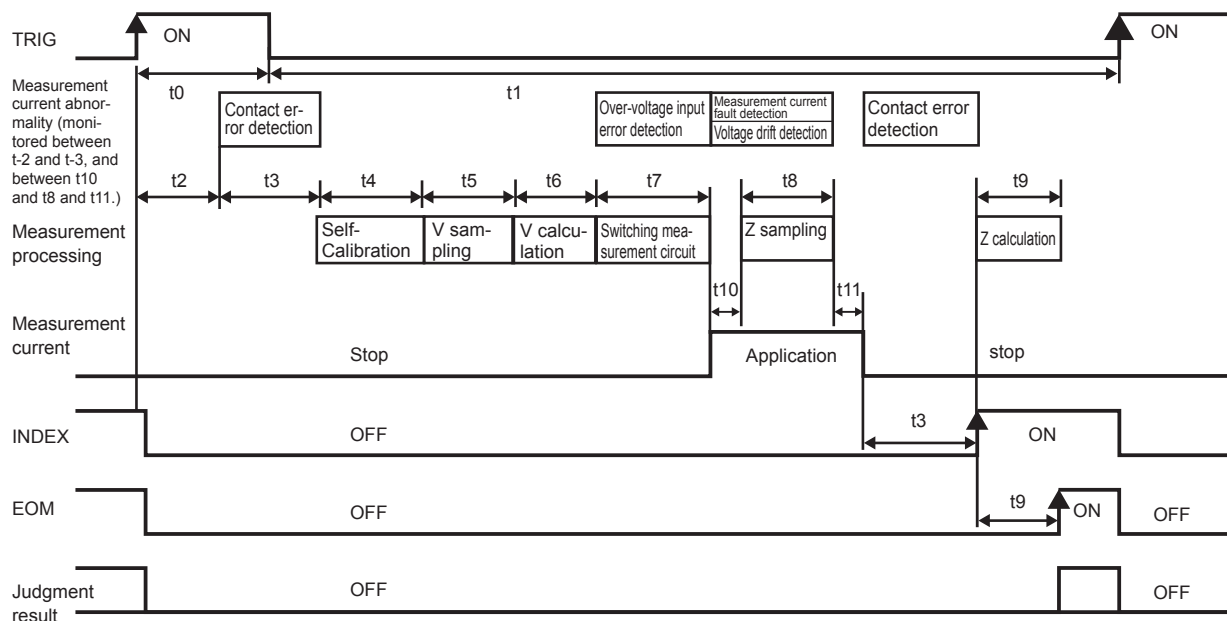 TRIG
ON
ON
Measurement
current abnor-
mality (moni-
tored between
t-2 and t-3, and
between t10
and t8 and t11.)
t0
t1
Contact er-
ror detection
Over-voltage input
error detection
Measurement current
fault detection
Voltage drift detection
Contact error
detection
t2
t3
t4
t5
t6
t7
t8
t9
Measurement
processing
Self-
Calibration
V sam-
pling
V calcu-
lation
Switching mea-
surement circuit
Z sampling
Z calculation
t10
t11
Measurement
current
Stop
Application
stop
INDEX
OFF
t3
ON
EOM
OFF
t9
ON
OFF
Judgment
result
OFF
OFF